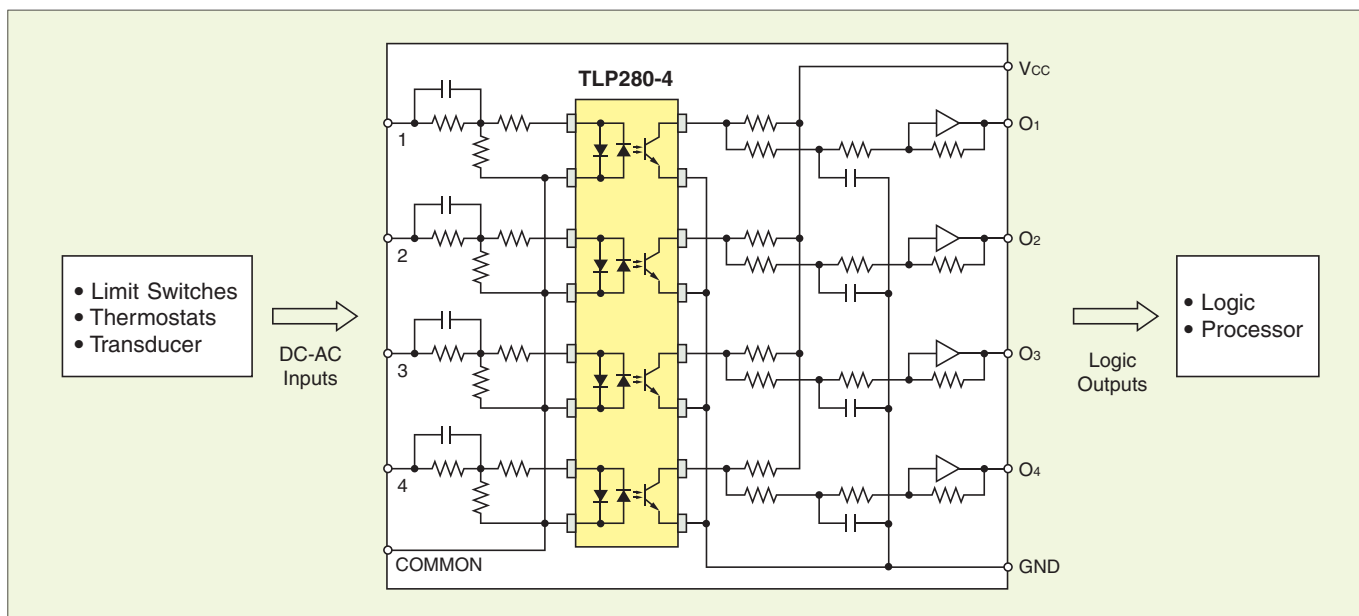 TLP280-4
VCC
1
O1
2
O2
• Limit Switches
• Thermostats
• Transducer
DC-AC
Inputs
3
O3
Logic
Outputs
• Logic
• Processor
4
O4
COMMON
GND